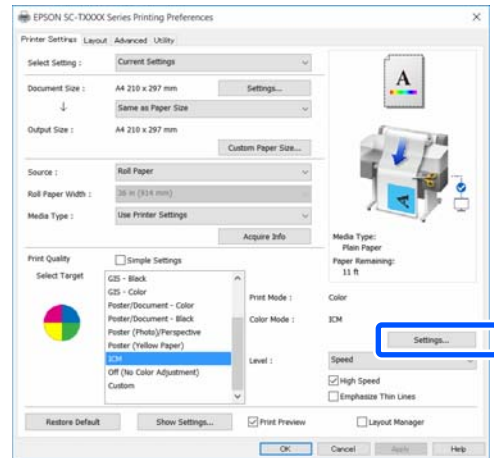 EPSON SC-TXXXX Series Printing Preferences
Printer Settings Layout Advanced Utility
Select Setting : Current Settings
Document Size : A4 210 x 297 mm Settings...
Same as Paper Size
Output Size : A4 210 x 297 mm
Custom Paper Size...
Source : Roll Paper
Roll Paper Width : 36 in (914 mm)
Media Type : Use Printer Settings
Acquire Info
A
Media Type:
Plain Paper
Paper Remaining:
11 ft
Print Quality Simple Settings
Select Target
GIS - Black
GIS - Color
Poster/Document - Color
Poster/Document - Black
Poster (Photo)/Perspective
Poster (Yellow Paper)
ICM
Off (No Color Adjustment)
Custom
Print Mode : Color
Color Mode : ICM
Settings...
Level : Speed
High Speed
Emphasize Thin Lines
Restore Default Show Settings... Print Preview Layout Manager
OK Cancel Apply Help